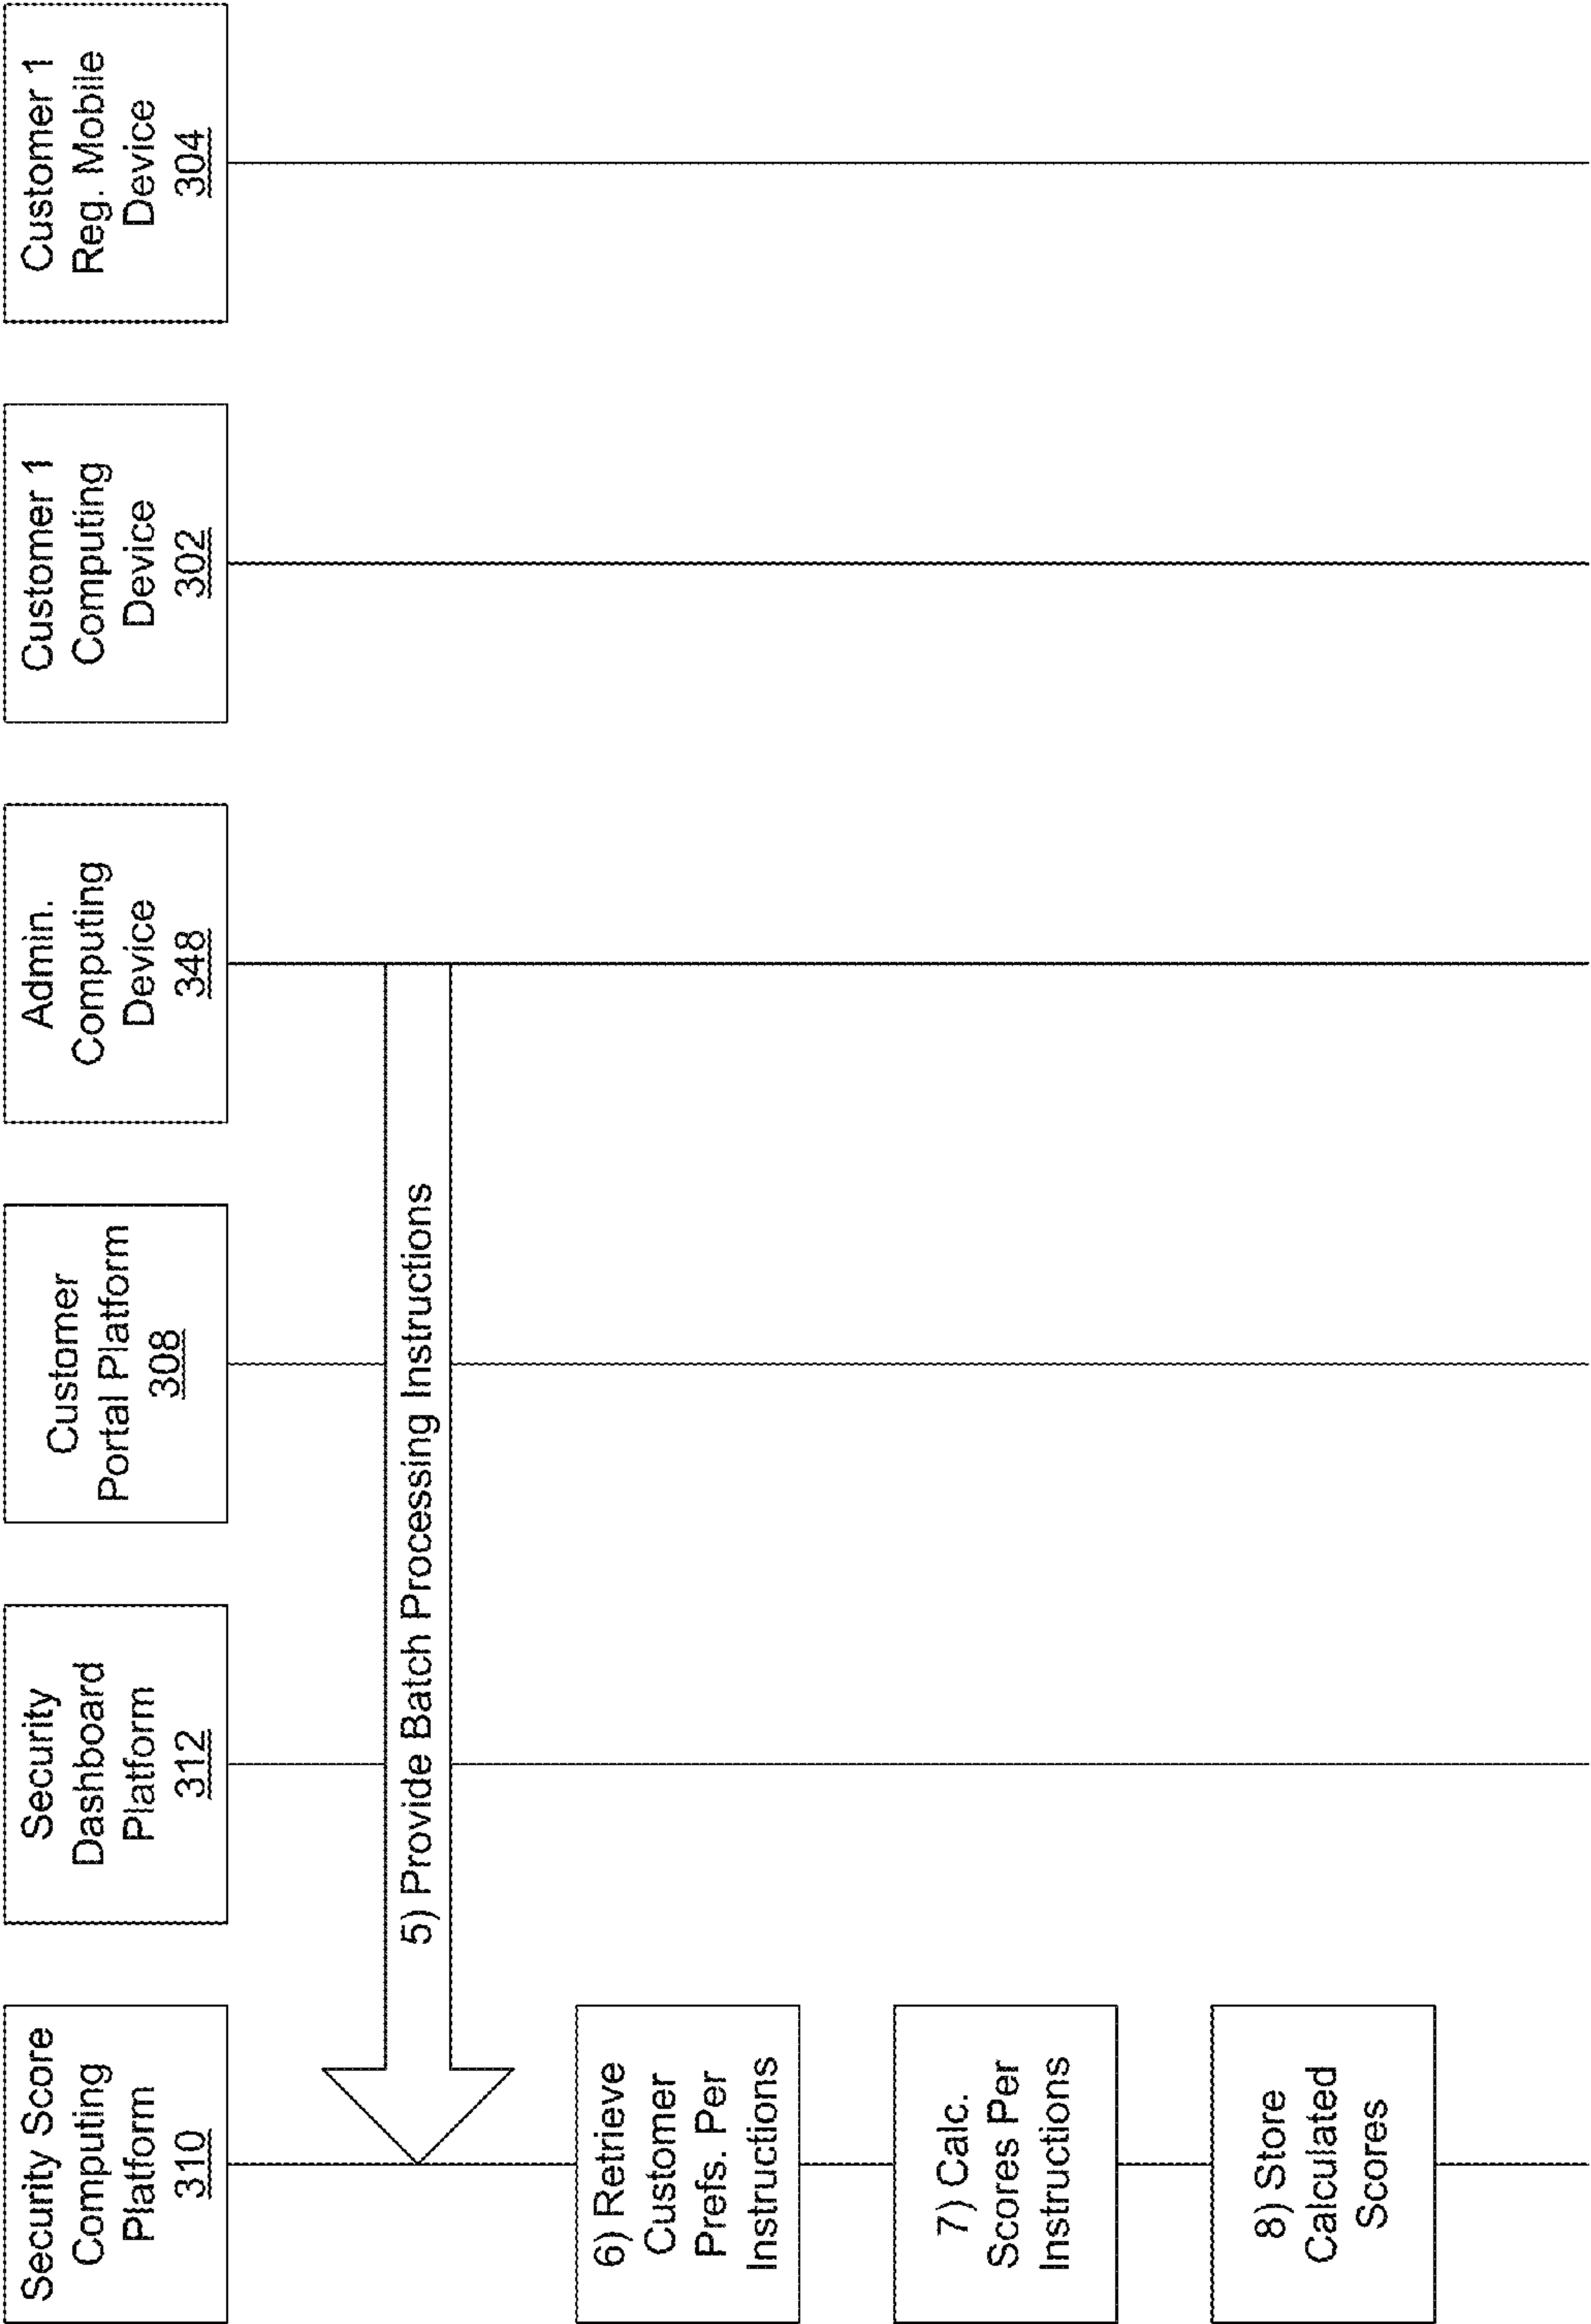 Security Score
Computing
Platform
310
Security
Dashboard
Platform
312
Customer
Portal Platform
308
Admin.
Computing
Device
348
Customer 1
Computing
Device
302
Customer 1
Reg. Mobile
Device
304
5) Provide Batch Processing Instructions
6) Retrieve
Customer
Prefs. Per
Instructions
7) Calc.
Scores Per
Instructions
8) Store
Calculated
Scores